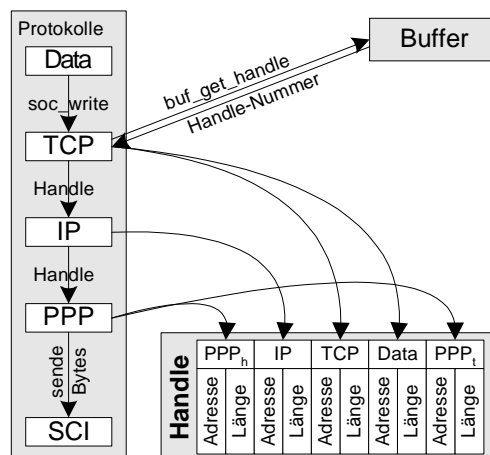 Protokolle
Data
soc_write
TCP
Handle
IP
Handle
PPP
sende
Bytes
SCI
buf_get_handle
Handle-Nummer
Buffer
Handle
PPPh IP TCP Data PPPt
Adresse Länge Adresse Länge Adresse Länge Adresse Länge Adresse Länge